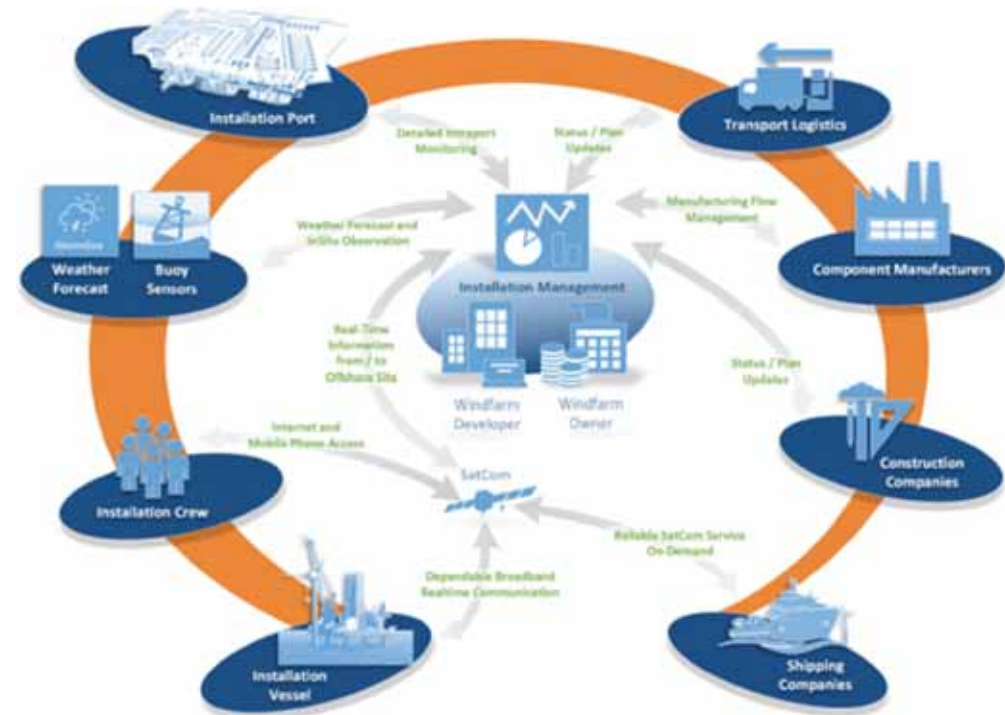 Installation Port
Transport Logistics
Detailed Intraport
Monitoring
Status / Plan
Updates
Weather Forecast and
InSitu Observation
Manufacturing Flow
Management
Weather
Forecast
Buoy
Sensors
Installation Management
Component Manufacturers
Real-Time
Information
from / to
Offshore Site
Status / Plan
Updates
Windfarm
Developer
Windfarm
Owner
Internet and
Mobile Phone Access
Construction
Companies
SatCom
Installation Crew
Reliable SatCom Service
On Demand
Dependable Broadband
Realtime Communication
Installation
Vessel
Shipping
Companies